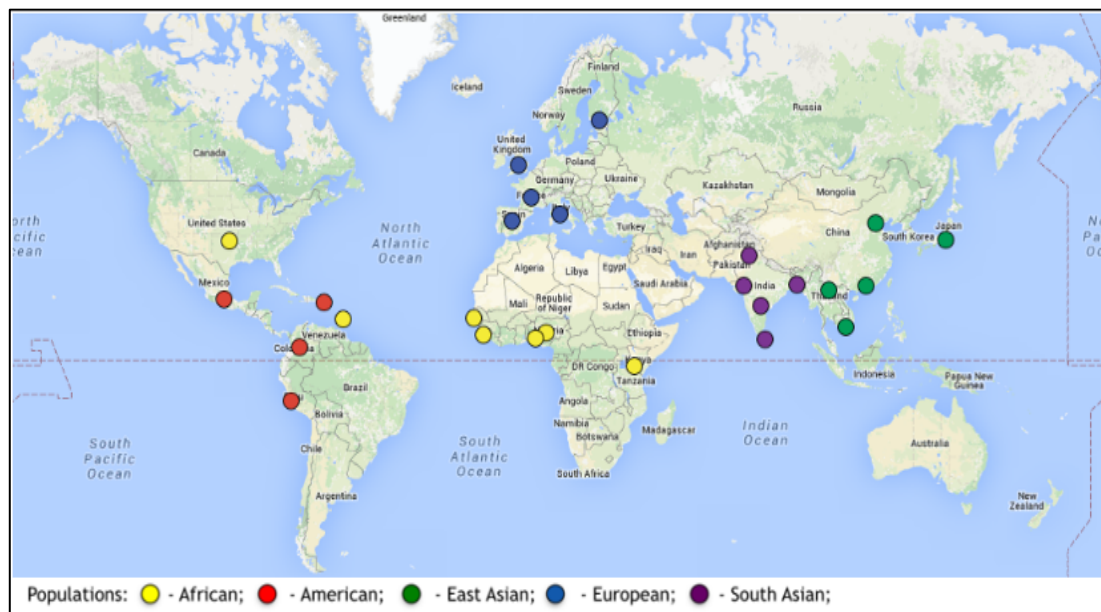 Greenland
Iceland
Finland
Sweden
Norway
Russia
United
Kingdom
Canada
Poland
Germany
Ukraine
Kazakhstan
Mongolia
United States
North
Atlantic
Ocean
Spain
Turkey
China
South Korea
Japan
Iraq
Iran
Afghanistan
Pakistan
Algeria
Libya
Egypt
Saudi Arabia
India
Thailand
Mexico
Mali
Republic
of Niger
Sudan
Ethiopia
Venezuela
DR Congo
Tanzania
Indonesia
Papua New
Guinea
Brazil
Angola
Bolivia
Namibia
Botswana
Madagascar
Indian
Ocean
South
Pacific
Ocean
Chile
South
Atlantic
Ocean
Australia
South Africa
Argentina
New
Zealand
Populations: - African; - American; - East Asian; - European; - South Asian;